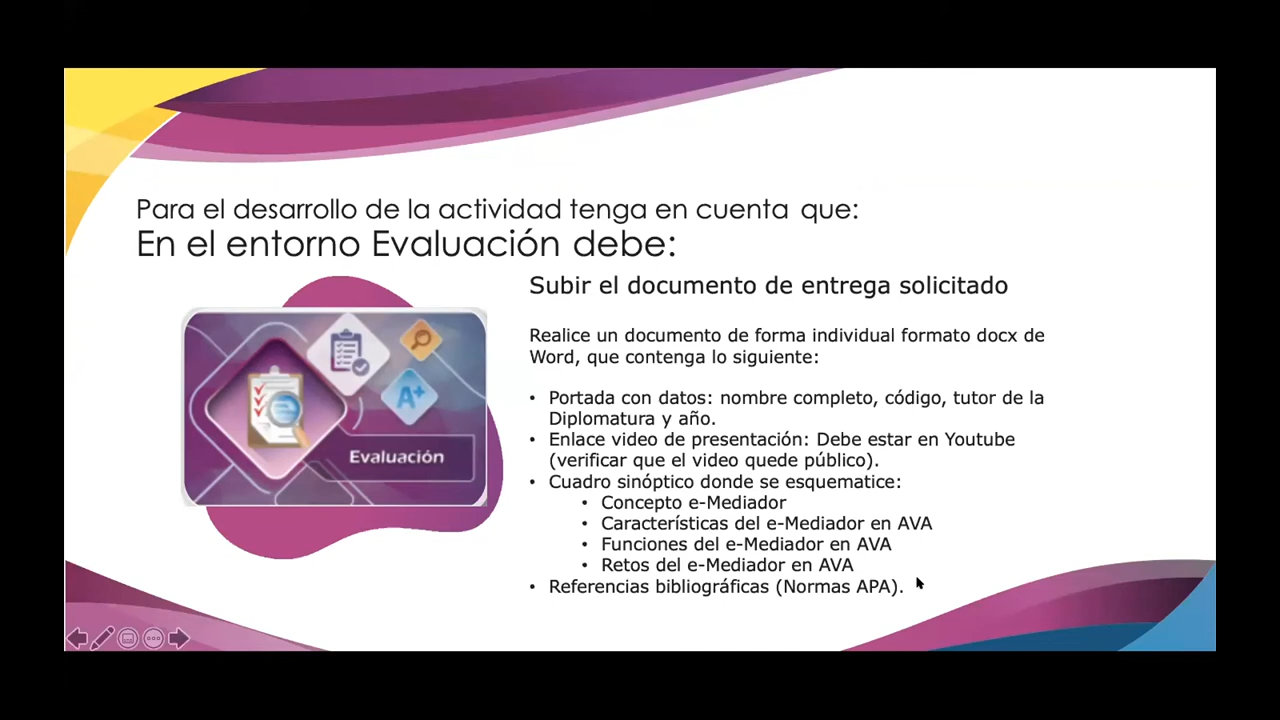 Para el desarrollo de la actividad tenga en cuenta que:
En el entorno Evaluación debe:
Subir el documento de entrega solicitado
Realice un documento de forma individual formato docx de
Word, que contenga lo siguiente:
• Portada con datos: nombre completo, código, tutor de la
Diplomatura y año.
• Enlace video de presentación: Debe estar en Youtube
(verificar que el video quede público).
• Cuadro sinóptico donde se esquematice:
• Concepto e-Mediador
• Características del e-Mediador en AVA
• Funciones del e-Mediador en AVA
• Retos del e-Mediador en AVA
• Referencias bibliográficas (Normas APA).
A+
Evaluación